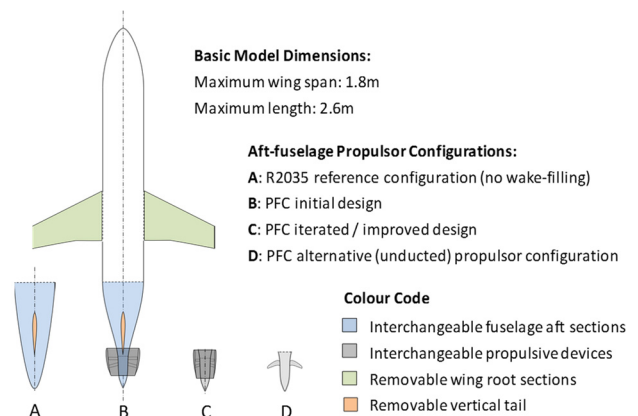 Basic Model Dimensions:
Maximum wing span: 1.8m
Maximum length: 2.6m
Aft-fuselage Propulsor Configurations:
A: R2035 reference configuration (no wake-filling)
B: PFC initial design
C: PFC iterated / improved design
D: PFC alternative (unducted) propulsor configuration
Colour Code
Interchangeable fuselage aft sections
Interchangeable propulsive devices
Removable wing root sections
Removable vertical tail
A B C D